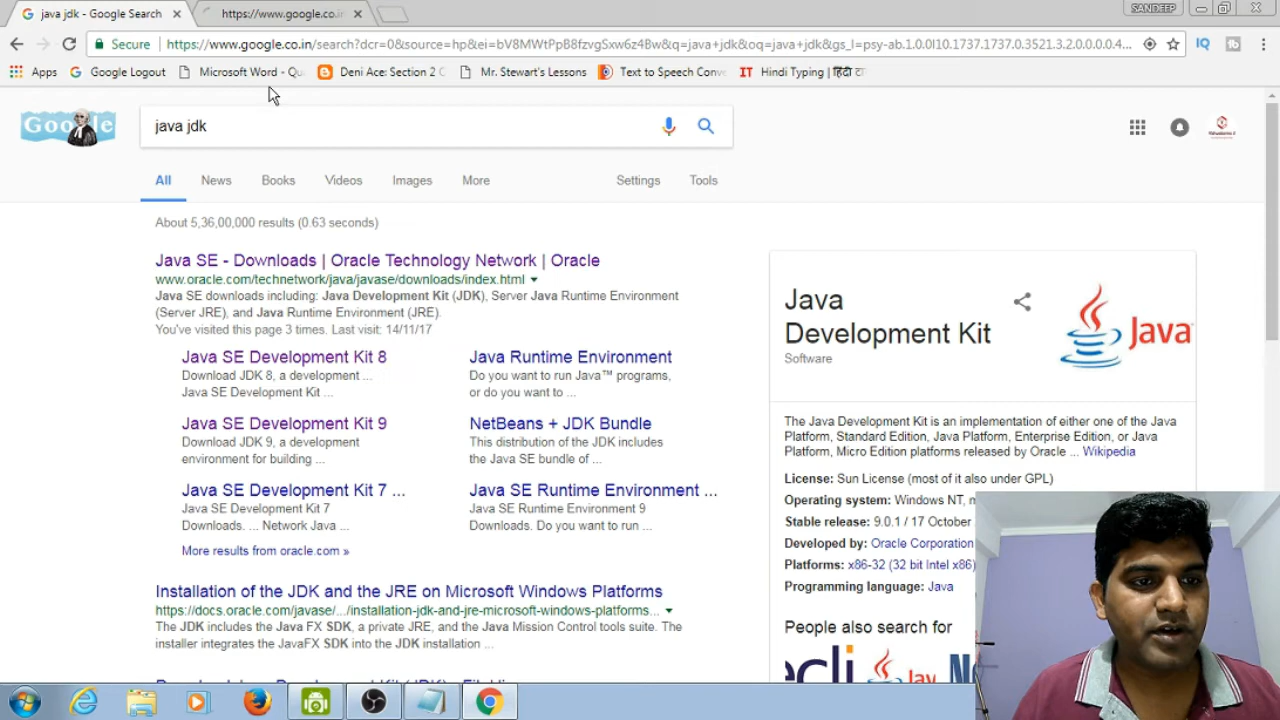 java jdk - Google Search
https://www.google.co.in
SANDEEP
Secure
https://www.google.co.in/search?dcr=0&source=hp&ei=bV8MWtPpB8fzvgSxw6z4Bw&q=java+jdk&oq=java+jdk&gs_l=psy-ab.1.0.0l10.1737.1737.0.3521.3.2.0.0.0.0.4...
Apps
Google Logout
Microsoft Word - Qu
Deni Ace: Section 2
Mr. Stewart's Lessons
Text to Speech Conv
IT Hindi Typing | हिंदी टा
Google
java jdk
All
News
Books
Videos
Images
More
Settings
Tools
About 5,36,00,000 results (0.63 seconds)
Java SE - Downloads | Oracle Technology Network | Oracle
www.oracle.com/technetwork/java/javase/downloads/index.html
Java SE downloads including: Java Development Kit (JDK), Server Java Runtime Environment
(Server JRE), and Java Runtime Environment (JRE).
You've visited this page 3 times. Last visit: 14/11/17
Java SE Development Kit 8
Download JDK 8, a development ...
Java SE Development Kit ...
Java Runtime Environment
Do you want to run Java™ programs,
or do you want to ...
Java SE Development Kit 9
Download JDK 9, a development
environment for building ...
NetBeans + JDK Bundle
This distribution of the JDK includes
the Java SE bundle of ...
Java SE Development Kit 7 ...
Java SE Development Kit 7
Downloads. ... Network Java ...
Java SE Runtime Environment ...
Java SE Runtime Environment 9
Downloads. Do you want to run ...
More results from oracle.com »
Installation of the JDK and the JRE on Microsoft Windows Platforms
https://docs.oracle.com/javase/.../installation-jdk-and-jre-microsoft-windows-platforms...
The JDK includes the Java FX SDK, a private JRE, and the Java Mission Control tools suite. The
installer integrates the JavaFX SDK into the JDK installation ...
Java
Development Kit
Software
Java
The Java Development Kit is an implementation of either one of the Java
Platform, Standard Edition, Java Platform, Enterprise Edition, or Java
Platform, Micro Edition platforms released by Oracle ... Wikipedia
License: Sun License (most of it also under GPL)
Operating system: Windows NT,
Stable release: 9.0.1 / 17 October
Developed by: Oracle Corporation
Platforms: x86-32 (32 bit Intel x86)
Programming language: Java
People also search for
Java